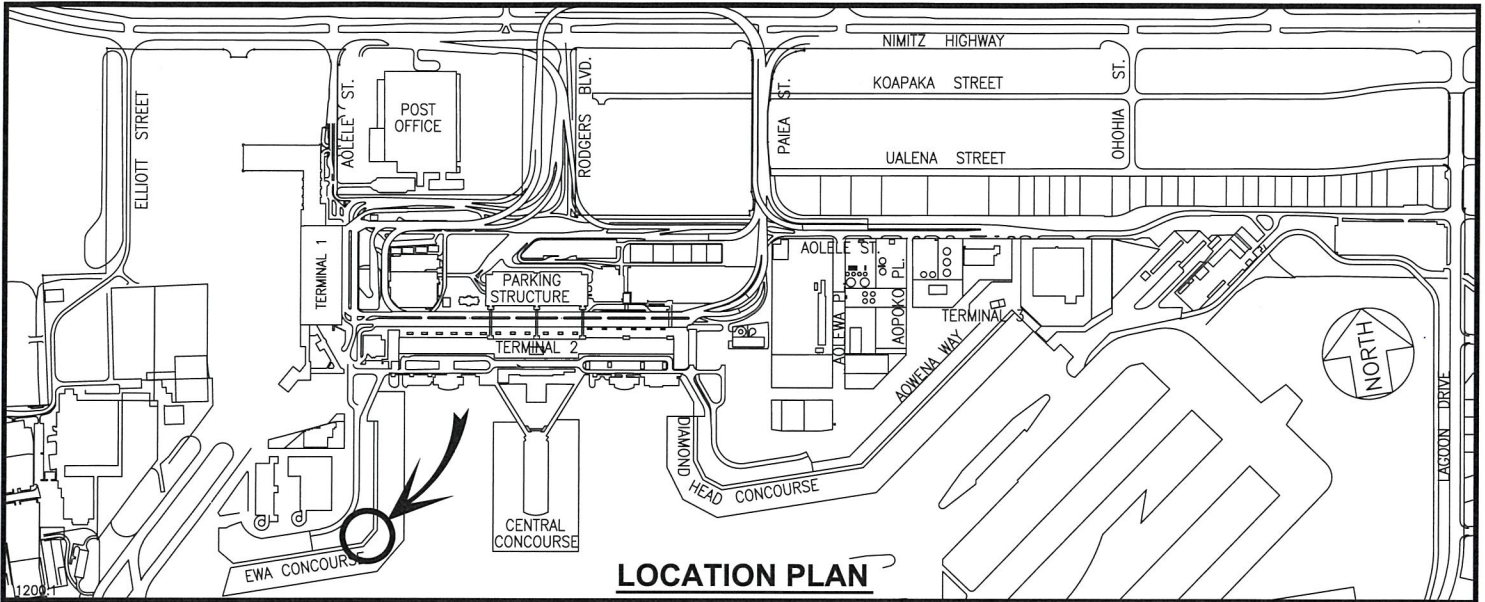 NIMITZ HIGHWAY
KOAPAKA STREET
UALENA STREET
ELLIOTT STREET
AOLELE ST.
POST
OFFICE
RODGERS BLVD.
PAIEA ST.
OHOHIA ST.
TERMINAL 1
PARKING
STRUCTURE
TERMINAL 2
AOLELE ST.
AOLEWA PL.
AOPOKO PL.
AOWENA WAY
TERMINAL 3
NORTH
LAGOON DRIVE
DIAMOND HEAD CONCOURSE
CENTRAL
CONCOURSE
EWA CONCOURSE
LOCATION PLAN